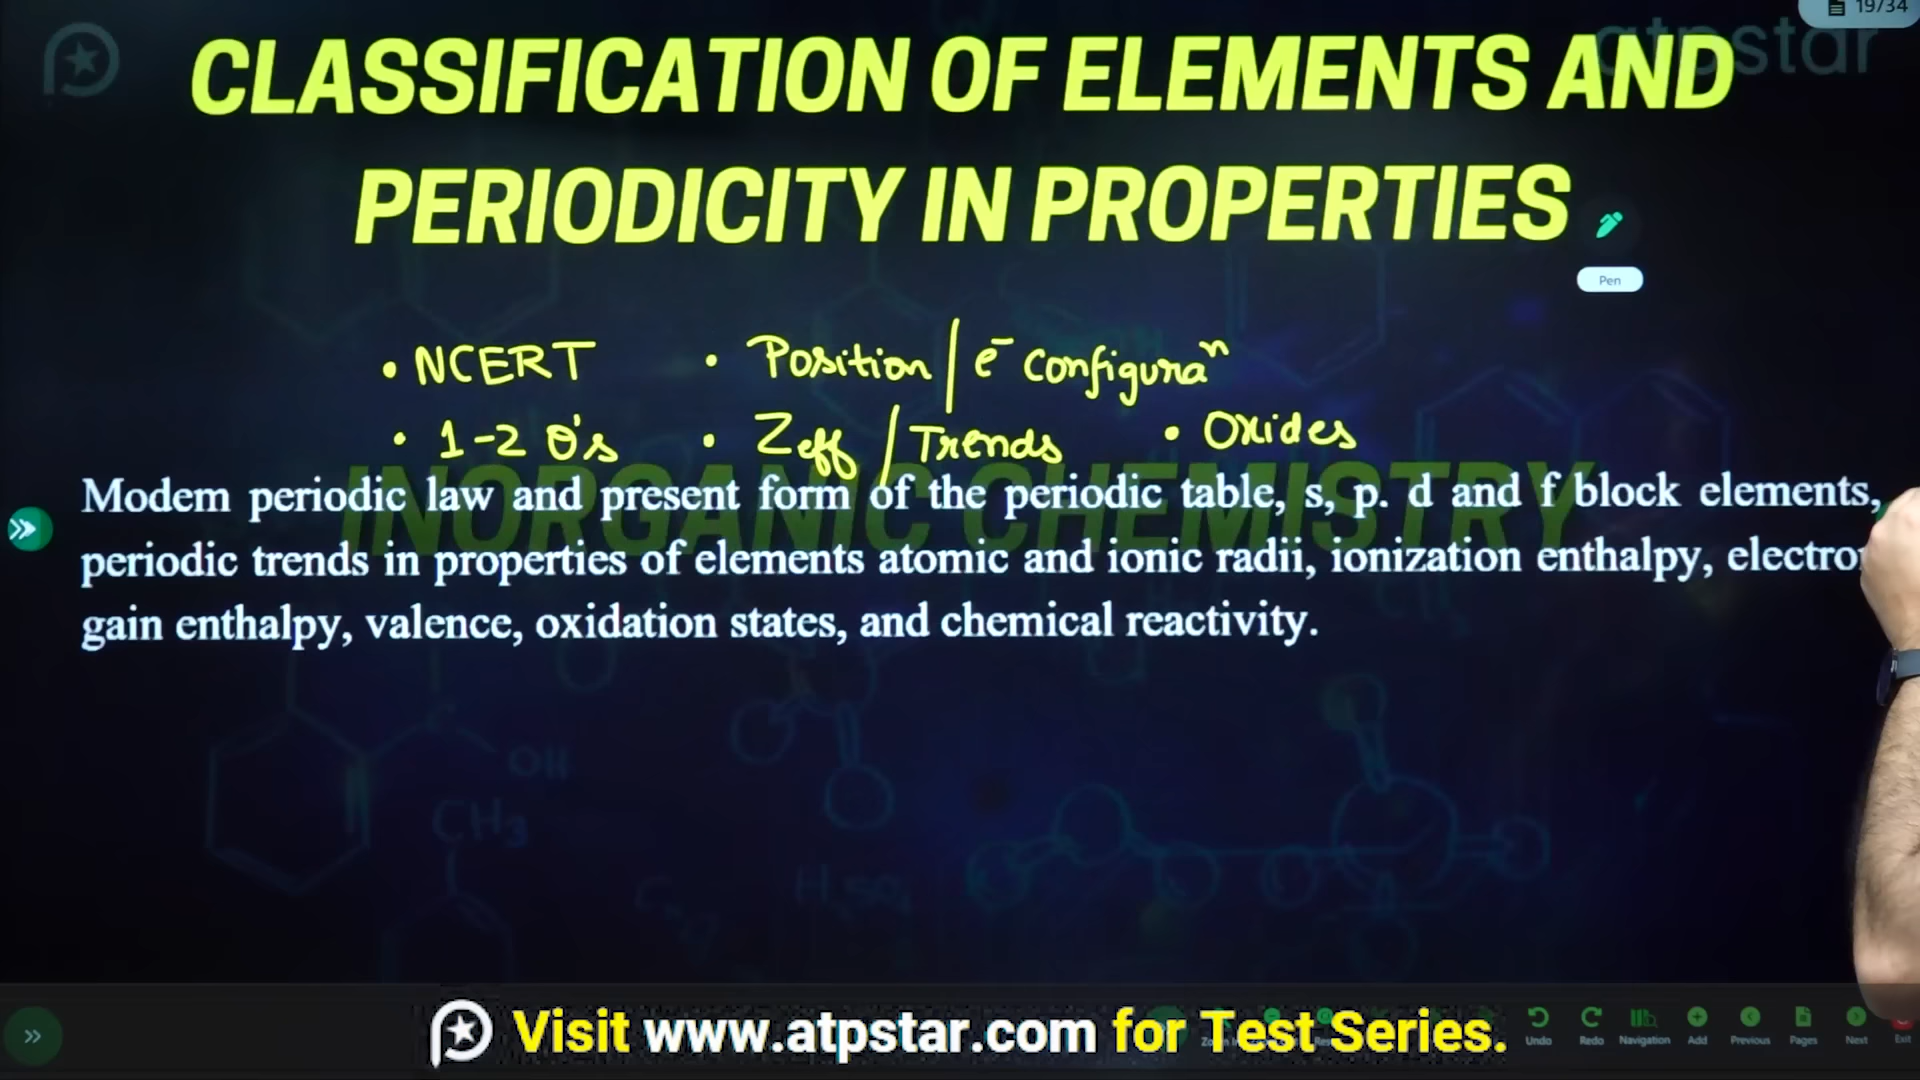 19/34
atpstar
CLASSIFICATION OF ELEMENTS AND
PERIODICITY IN PROPERTIES
Pen
• NCERT • Position / e⁻ Configuraⁿ
• 1-2 Q's • Zeff / Trends • Oxides
INORGANIC CHEMISTRY
Modem periodic law and present form of the periodic table, s, p. d and f block elements,
periodic trends in properties of elements atomic and ionic radii, ionization enthalpy, electro
gain enthalpy, valence, oxidation states, and chemical reactivity.
OH
CH3
Visit www.atpstar.com for Test Series.
Undo Redo Navigation Add Previous Pages Next Exit